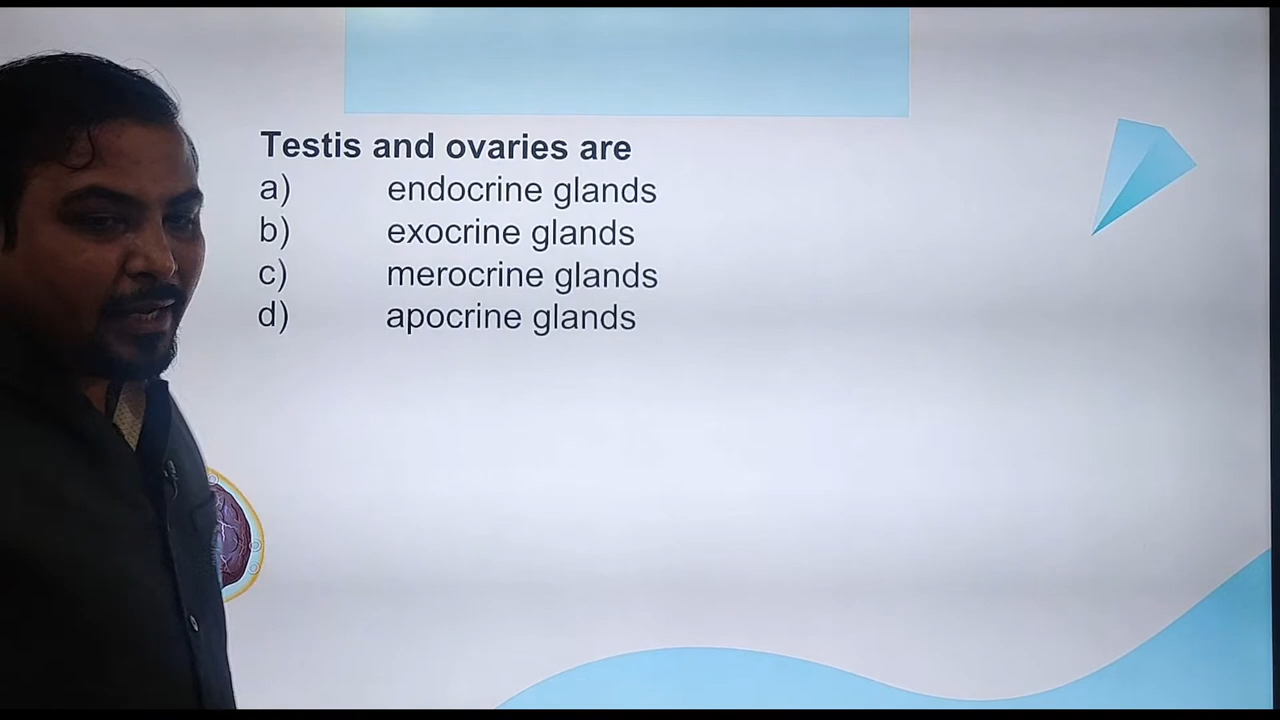 Testis and ovaries are
a) endocrine glands
b) exocrine glands
c) merocrine glands
d) apocrine glands